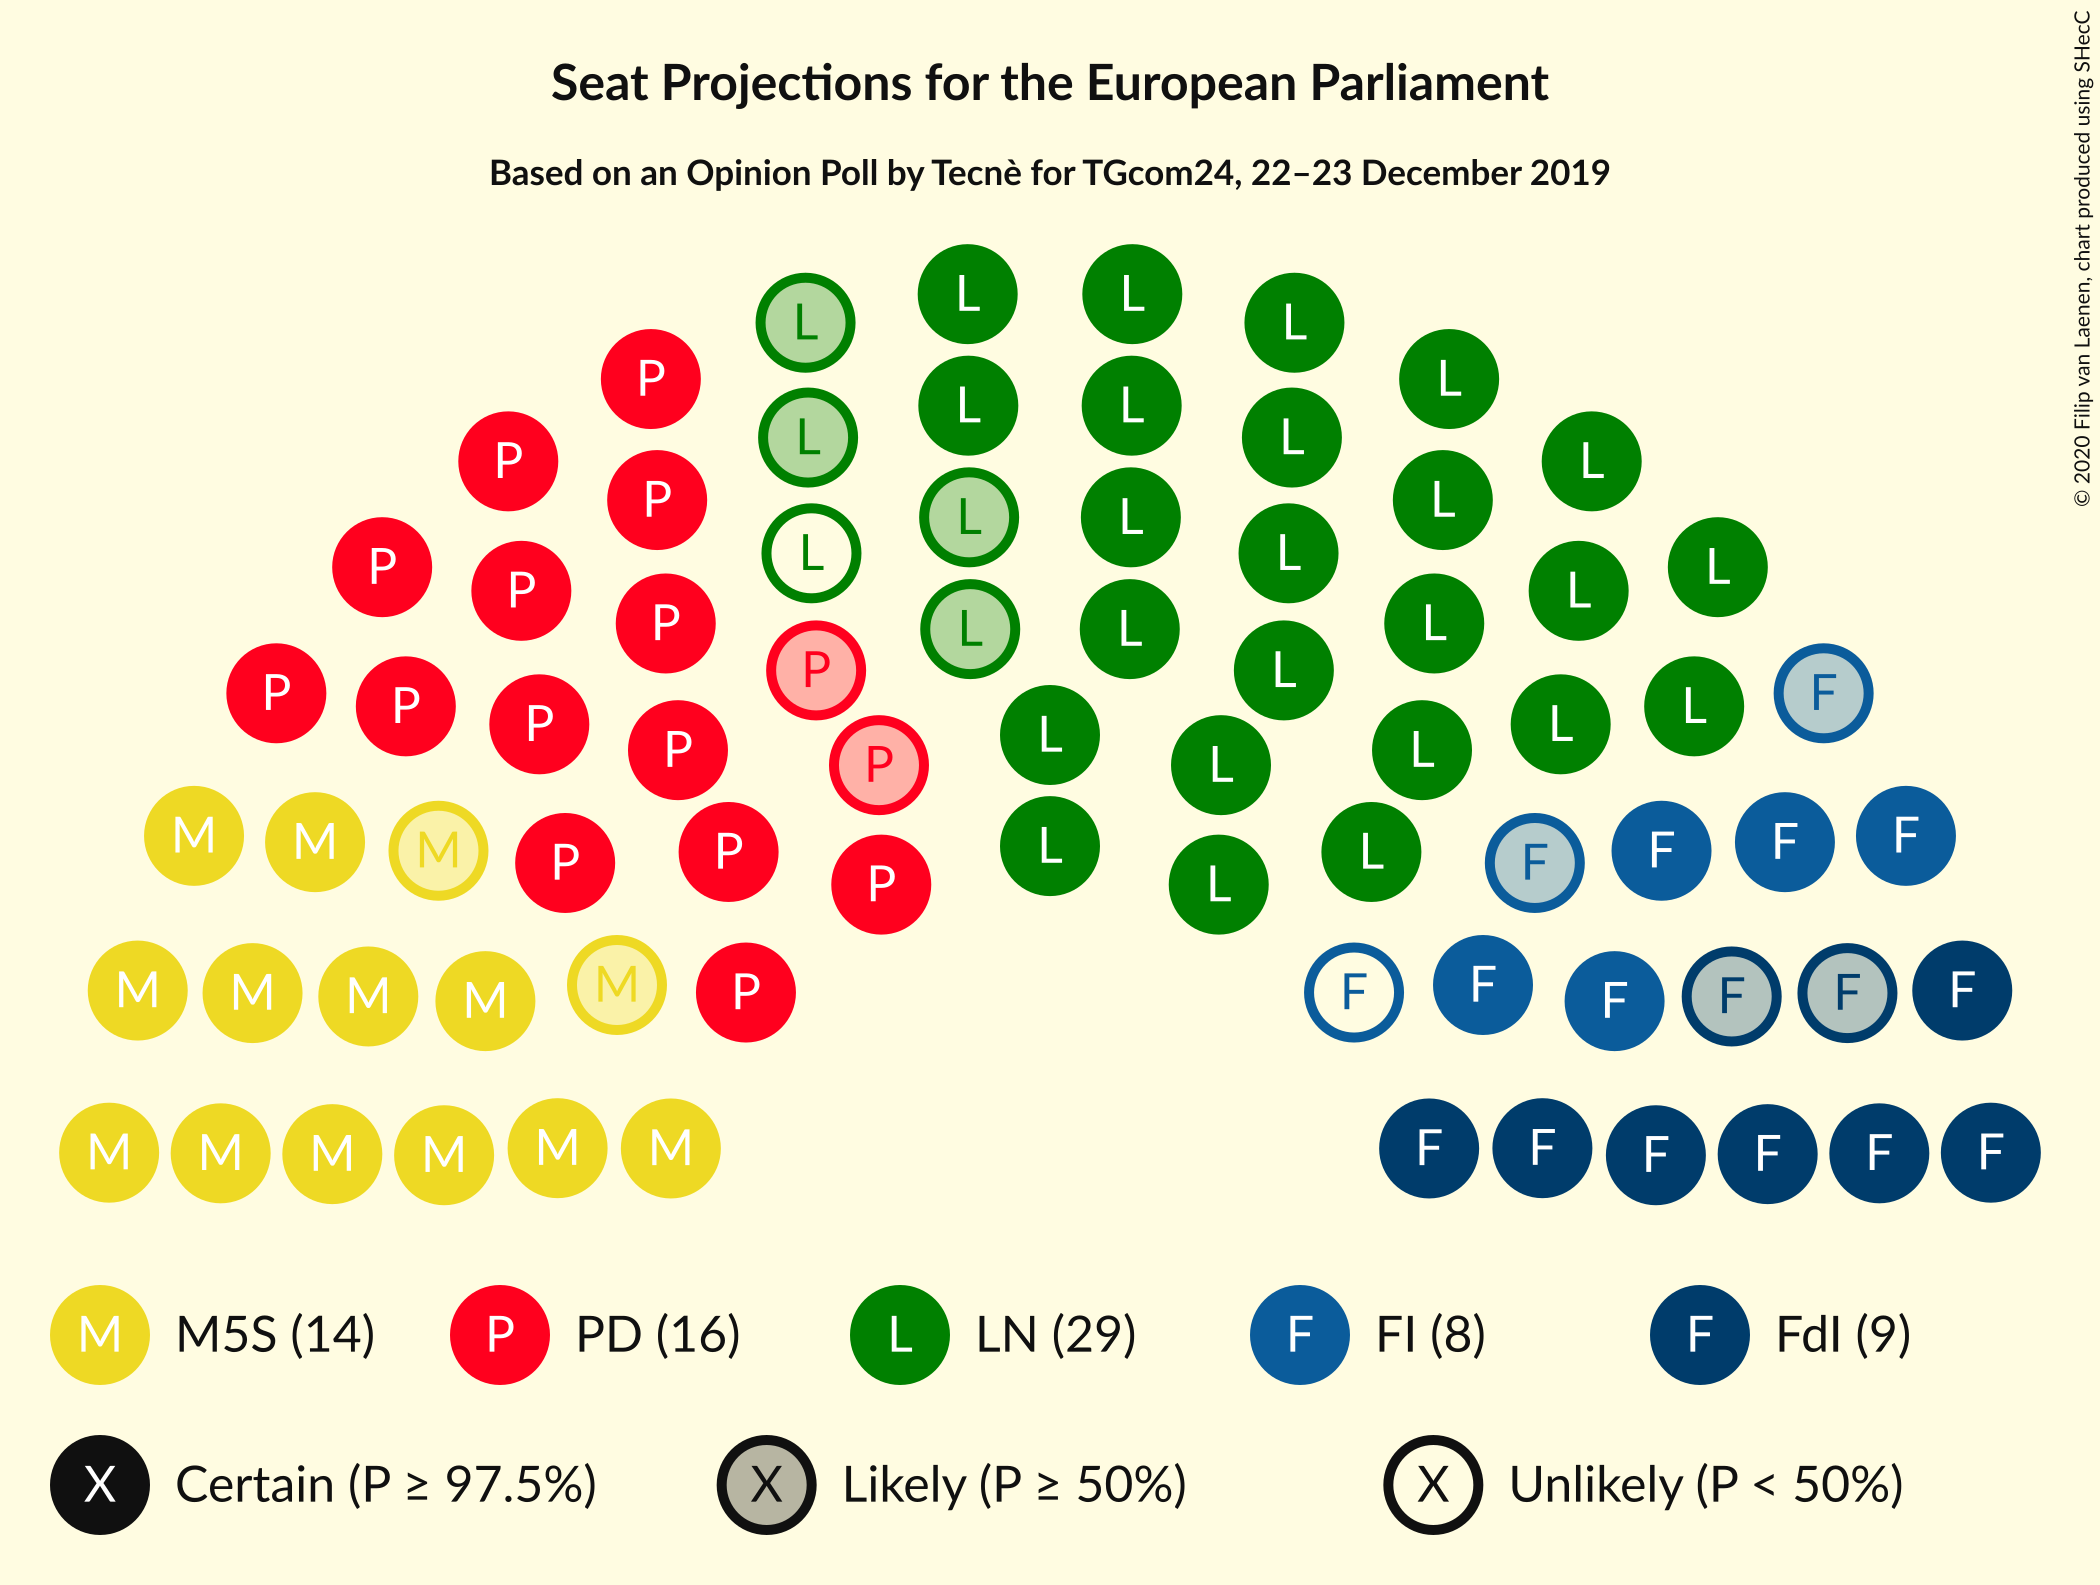 Seat Projections for the European Parliament
Based on an Opinion Poll by Tecnè for TGcom24, 22–23 December 2019
© 2020 Filip van Laenen, chart produced using SHecC
L L
L L
P P
L L
L L
P P L L L L
L L
P P L L L L
P P L L
P L
P P P L L F
P P L L
P L
P L
M M M P P L F F F F
P L L
M M M M M P F F F F F F
M M M M M M F F F F F F
M M5S (14) P PD (16) L LN (29) F FI (8) F FdI (9)
X Certain (P ≥ 97.5%) X Likely (P ≥ 50%) X Unlikely (P < 50%)